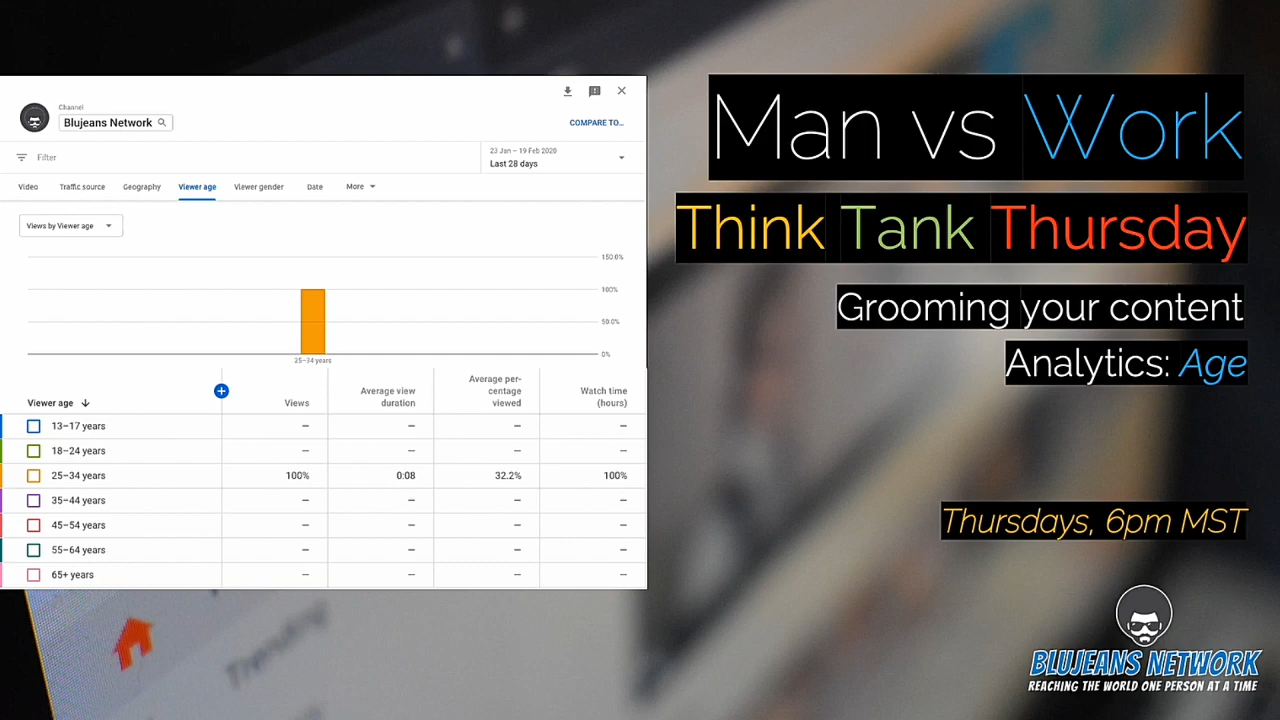 Channel
Blujeans Network
COMPARE TO...
Filter
23 Jan – 19 Feb 2020
Last 28 days
Video Traffic source Geography Viewer age Viewer gender Date More
Views by Viewer age
150.0%
100%
50.0%
0%
25–34 years
Viewer age Views Average view duration Average per-centage viewed Watch time (hours)
13–17 years – – – –
18–24 years – – – –
25–34 years 100% 0:08 32.2% 100%
35–44 years – – – –
45–54 years – – – –
55–64 years – – – –
65+ years – – – –
Man vs Work
Think Tank Thursday
Grooming your content
Analytics: Age
Thursdays, 6pm MST
BLUJEANS NETWORK
REACHING THE WORLD ONE PERSON AT A TIME
Trending